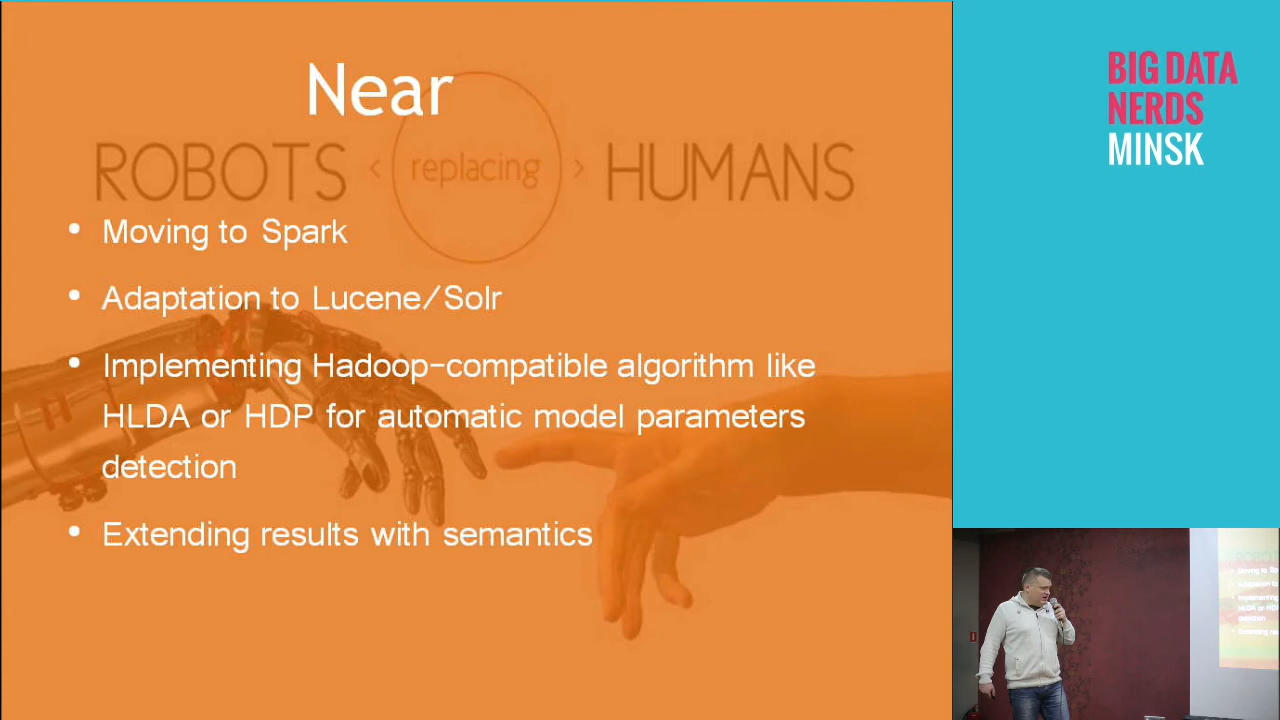 Near
ROBOTS < replacing > HUMANS
• Moving to Spark
• Adaptation to Lucene/Solr
• Implementing Hadoop-compatible algorithm like
HLDA or HDP for automatic model parameters
detection
• Extending results with semantics
BIG DATA
NERDS
MINSK